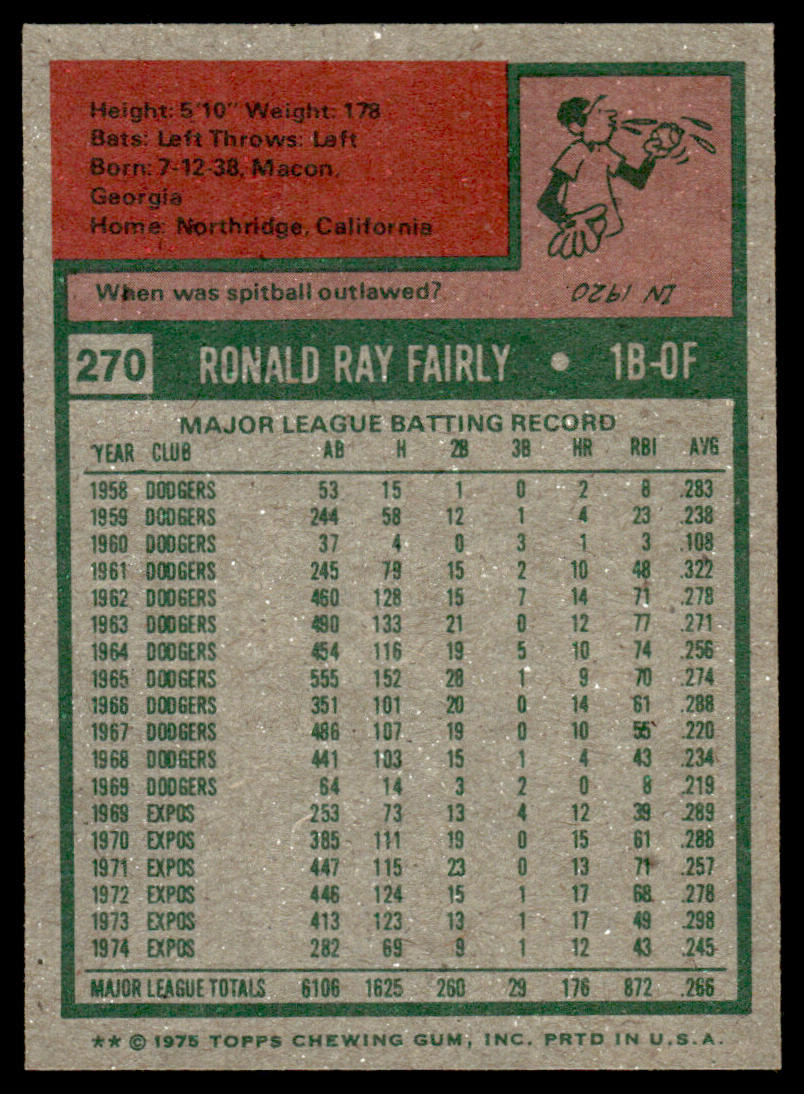 Height: 5'10" Weight: 178
Bats: Left Throws: Left
Born: 7-12-38, Macon,
Georgia
Home: Northridge, California
When was spitball outlawed?
IN 1920
270 RONALD RAY FAIRLY • 1B-OF
MAJOR LEAGUE BATTING RECORD
YEAR CLUB AB H 2B 3B HR RBI AVG
1958 DODGERS 53 15 1 0 2 8 .283
1959 DODGERS 244 58 12 1 4 23 .238
1960 DODGERS 37 4 0 3 1 3 .108
1961 DODGERS 245 79 15 2 10 48 .322
1962 DODGERS 460 128 15 7 14 71 .278
1963 DODGERS 490 133 21 0 12 77 .271
1964 DODGERS 454 116 19 5 10 74 .256
1965 DODGERS 555 152 28 1 9 70 .274
1966 DODGERS 351 101 20 0 14 61 .288
1967 DODGERS 486 107 19 0 10 55 .220
1968 DODGERS 441 103 15 1 4 43 .234
1969 DODGERS 64 14 3 2 0 8 .219
1969 EXPOS 253 73 13 4 12 39 .289
1970 EXPOS 385 111 19 0 15 61 .288
1971 EXPOS 447 115 23 0 13 71 .257
1972 EXPOS 446 124 15 1 17 68 .278
1973 EXPOS 413 123 13 1 17 49 .298
1974 EXPOS 282 69 9 1 12 43 .245
MAJOR LEAGUE TOTALS 6106 1625 260 29 176 872 .266
** © 1975 TOPPS CHEWING GUM, INC. PRTD IN U.S.A.